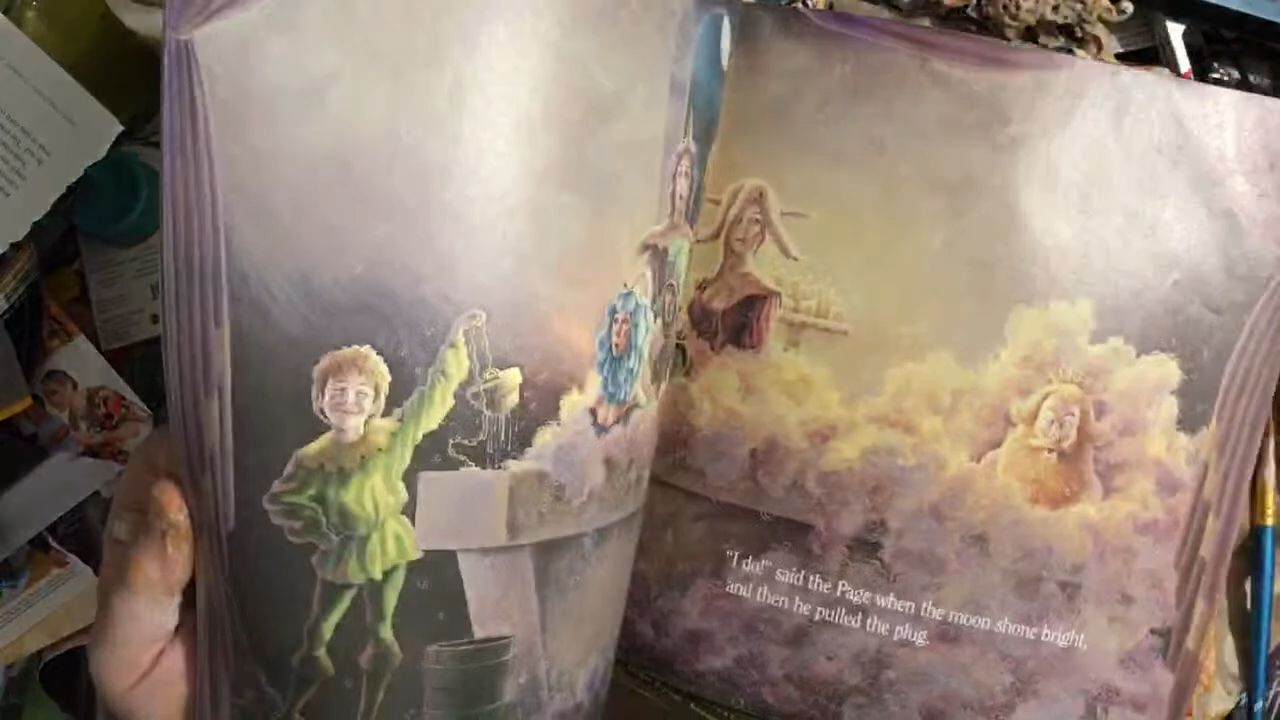 “I do!” said the Page when the moon shone bright,
and then he pulled the plug.